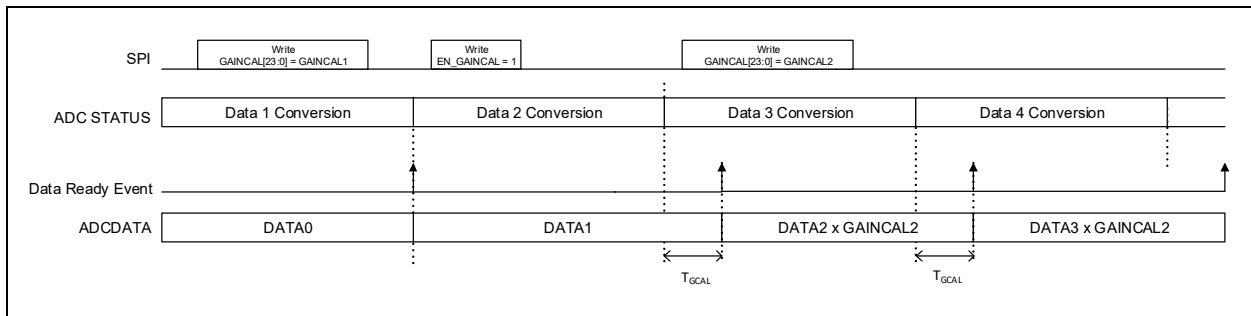 SPI
Write
GAINCAL[23:0] = GAINCAL1
Write
EN_GAINCAL = 1
Write
GAINCAL[23:0] = GAINCAL2
ADC STATUS
Data 1 Conversion
Data 2 Conversion
Data 3 Conversion
Data 4 Conversion
Data Ready Event
ADCDATA
DATA0
DATA1
DATA2 x GAINCAL2
DATA3 x GAINCAL2
TGCAL
TGCAL